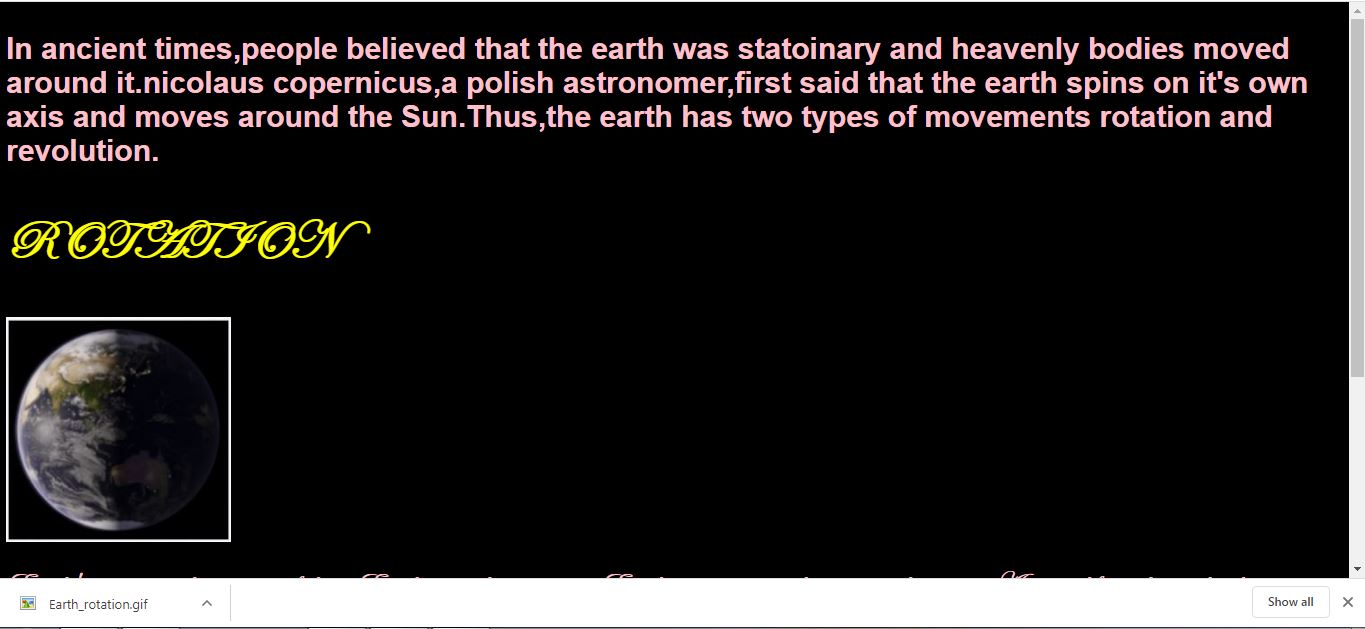 In ancient times,people believed that the earth was statoinary and heavenly bodies moved
around it.nicolaus copernicus,a polish astronomer,first said that the earth spins on it's own
axis and moves around the Sun.Thus,the earth has two types of movements rotation and
revolution.
ROTATION
Earth_rotation.gif
Show all